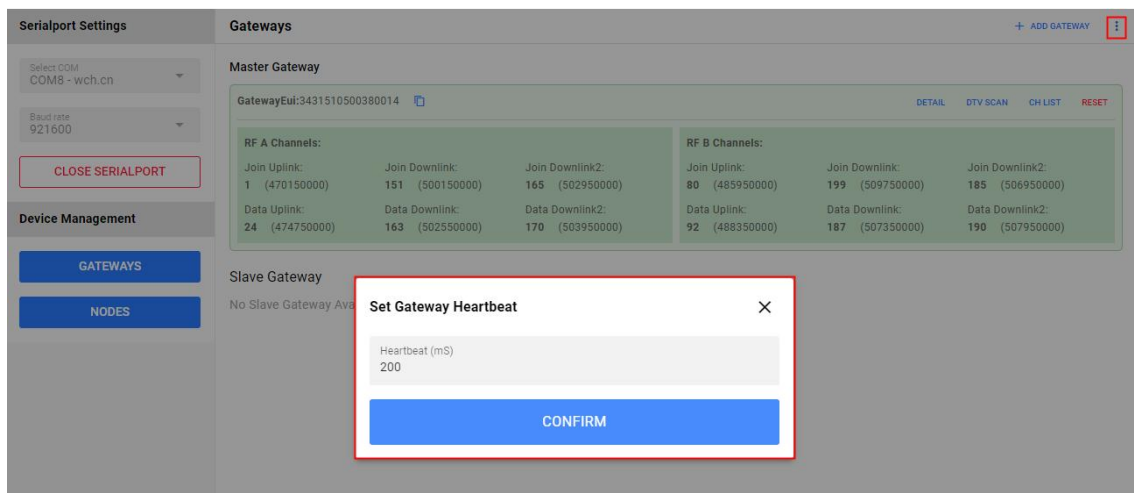 Serialport Settings
Select COM
COM8 - wch.cn
Baud rate
921600
CLOSE SERIALPORT
Device Management
GATEWAYS
NODES
Gateways
+ ADD GATEWAY
Master Gateway
GatewayEui:3431510500380014
DETAIL DTV SCAN CH LIST RESET
RF A Channels:
Join Uplink: Join Downlink: Join Downlink2:
1 (470150000) 151 (500150000) 165 (502950000)
Data Uplink: Data Downlink: Data Downlink2:
24 (474750000) 163 (502550000) 170 (503950000)
RF B Channels:
Join Uplink: Join Downlink: Join Downlink2:
80 (485950000) 199 (509750000) 185 (506950000)
Data Uplink: Data Downlink: Data Downlink2:
92 (488350000) 187 (507350000) 190 (507950000)
Slave Gateway
No Slave Gateway Ava
Set Gateway Heartbeat
Heartbeat (mS)
200
CONFIRM